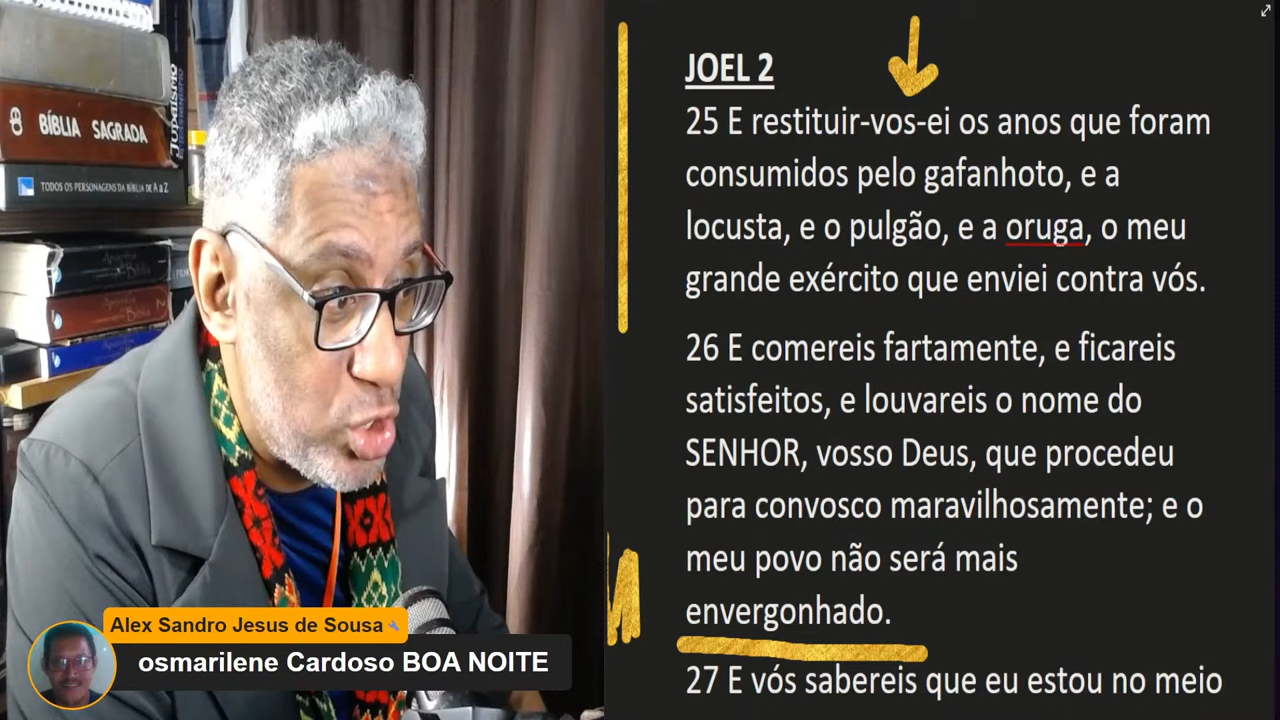 BÍBLIA SAGRADA
JUDAÍSMO
TODOS OS PERSONAGENS DA BÍBLIA DE A a Z
JOEL 2
25 E restituir-vos-ei os anos que foram
consumidos pelo gafanhoto, e a
locusta, e o pulgão, e a oruga, o meu
grande exército que enviei contra vós.
26 E comereis fartamente, e ficareis
satisfeitos, e louvareis o nome do
SENHOR, vosso Deus, que procedeu
para convosco maravilhosamente; e o
meu povo não será mais
envergonhado.
27 E vós sabereis que eu estou no meio
Alex Sandro Jesus de Sousa
osmarilene Cardoso BOA NOITE